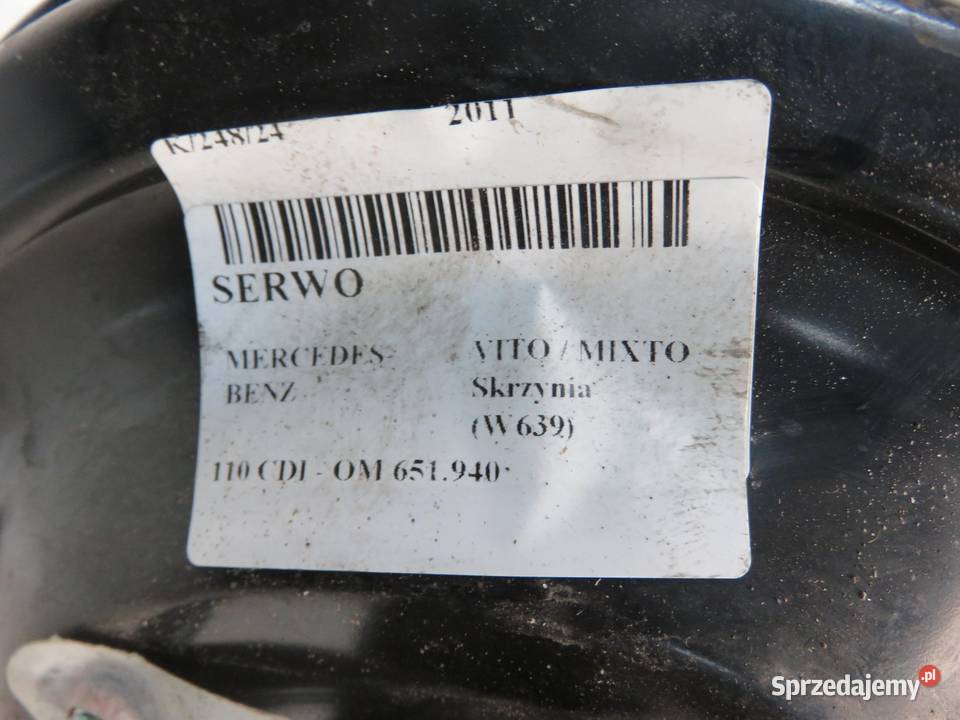 K/248/24 2011
SERWO
MERCEDES-BENZ VITO / MIXTO
Skrzynia
(W639)
110 CDI - OM 651.940
Sprzedajemy.pl